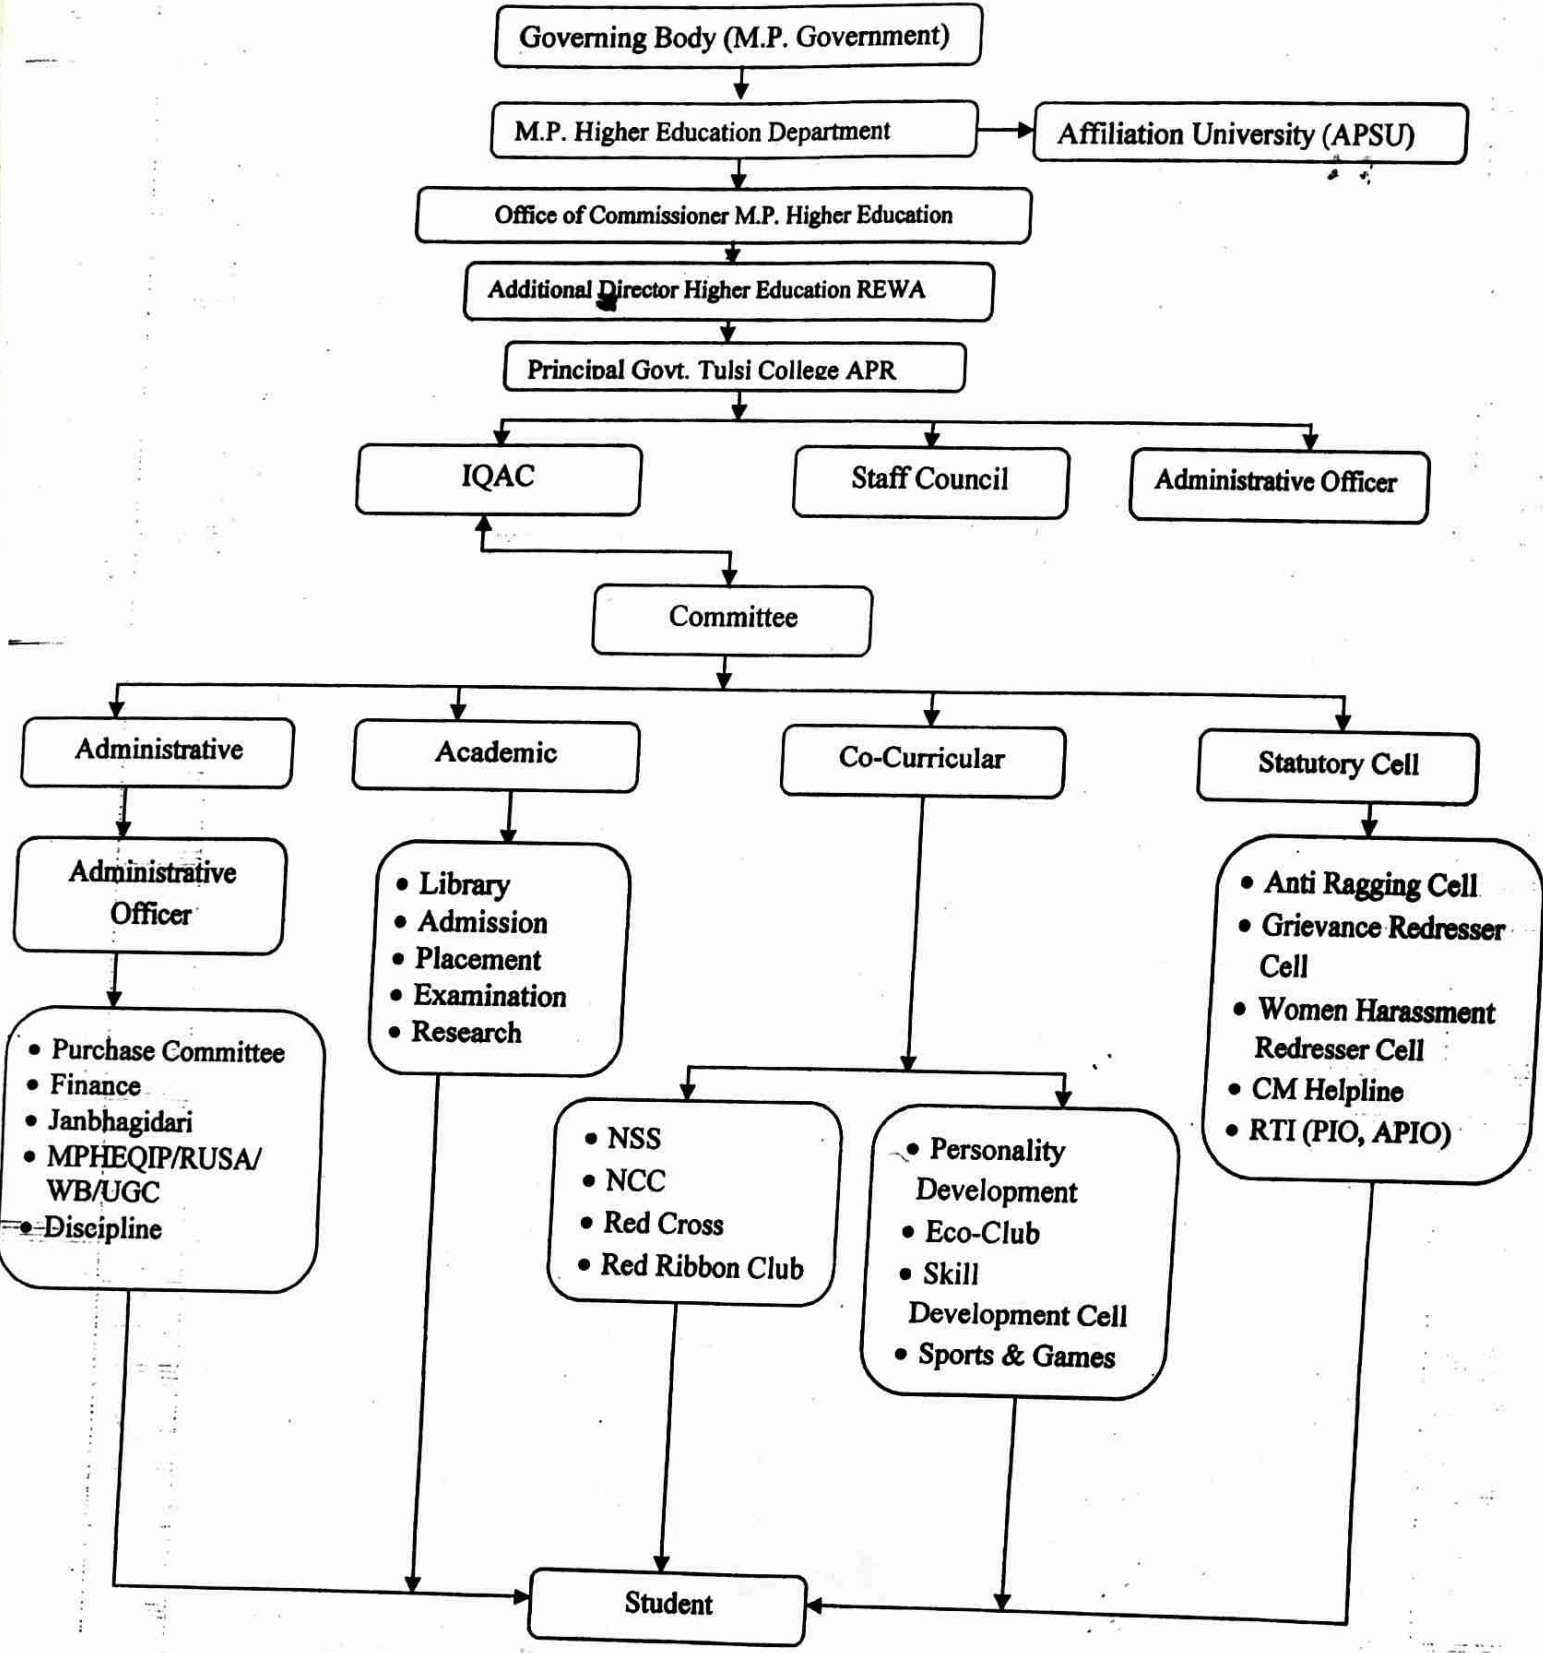 Governing Body (M.P. Government)
M.P. Higher Education Department
Affiliation University (APSU)
Office of Commissioner M.P. Higher Education
Additional Director Higher Education REWA
Principal Govt. Tulsi College APR
IQAC
Staff Council
Administrative Officer
Committee
Administrative
Academic
Co-Curricular
Statutory Cell
Administrative
Officer
• Purchase Committee
• Finance
• Janbhagidari
• MPHEQIP/RUSA/
WB/UGC
• Discipline
• Library
• Admission
• Placement
• Examination
• Research
• NSS
• NCC
• Red Cross
• Red Ribbon Club
• Personality
Development
• Eco-Club
• Skill
Development Cell
• Sports & Games
• Anti Ragging Cell
• Grievance Redresser
Cell
• Women Harassment
Redresser Cell
• CM Helpline
• RTI (PIO, APIO)
Student